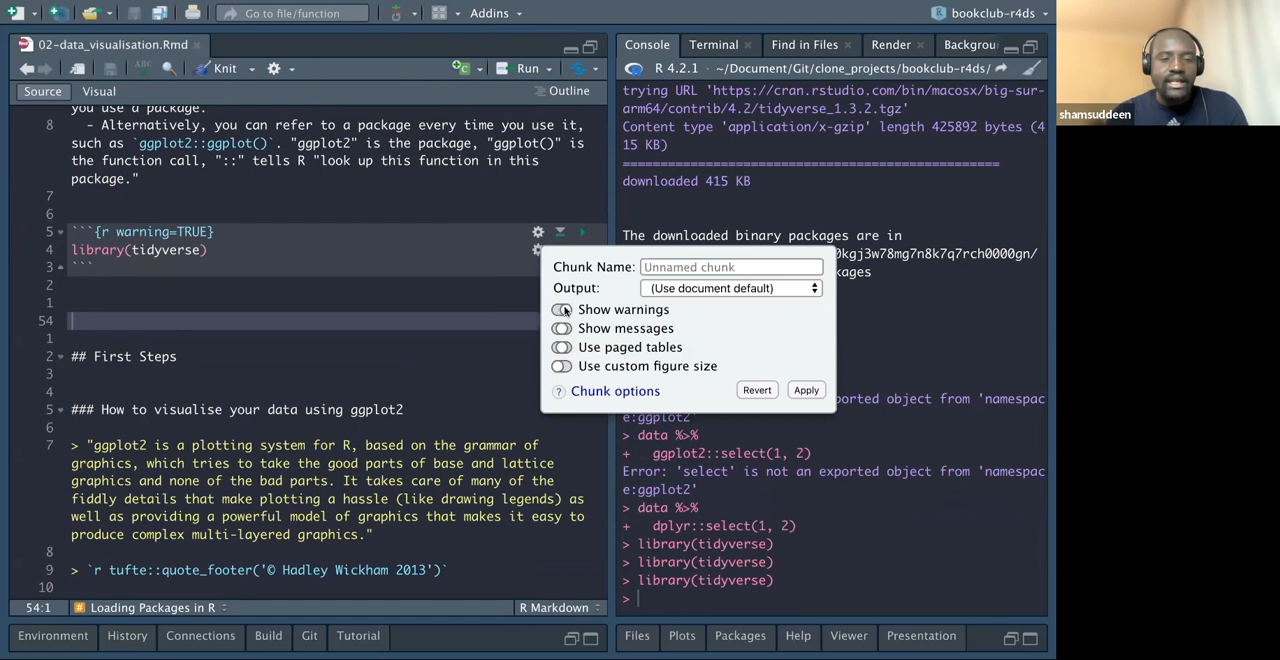 Go to file/function
Addins
bookclub-r4ds
02-data_visualisation.Rmd
Knit
Run
Source
Visual
Outline
you use a package.
8
- Alternatively, you can refer to a package every time you use it,
such as `ggplot2::ggplot()`. "ggplot2" is the package, "ggplot()" is
the function call, "::" tells R "look up this function in this
package."
7
6
5 ```{r warning=TRUE}
4 library(tidyverse)
3 ```
2
1
54
1
2 ## First Steps
3
4
5 ### How to visualise your data using ggplot2
6
7 > "ggplot2 is a plotting system for R, based on the grammar of
graphics, which tries to take the good parts of base and lattice
graphics and none of the bad parts. It takes care of many of the
fiddly details that make plotting a hassle (like drawing legends) as
well as providing a powerful model of graphics that makes it easy to
produce complex multi-layered graphics."
8
9 > `r tufte::quote_footer('© Hadley Wickham 2013')`
10
54:1
# Loading Packages in R
R Markdown
Environment
History
Connections
Build
Git
Tutorial
Chunk Name: Unnamed chunk
Output: (Use document default)
Show warnings
Show messages
Use paged tables
Use custom figure size
? Chunk options
Revert
Apply
Console
Terminal
Find in Files
Render
Backgrou
R 4.2.1 · ~/Document/Git/clone_projects/bookclub-r4ds/
trying URL 'https://cran.rstudio.com/bin/macosx/big-sur-
arm64/contrib/4.2/tidyverse_1.3.2.tgz'
Content type 'application/x-gzip' length 425892 bytes (4
15 KB)
==================================================
downloaded 415 KB
The downloaded binary packages are in
0kgj3w78mg7n8k7q7rch0000gn/
ckages
ported object from 'namespac
e:ggplot2'
> data %>%
+   ggplot2::select(1, 2)
Error: 'select' is not an exported object from 'namespac
e:ggplot2'
> data %>%
+   dplyr::select(1, 2)
> library(tidyverse)
> library(tidyverse)
> library(tidyverse)
>
Files
Plots
Packages
Help
Viewer
Presentation
shamsuddeen